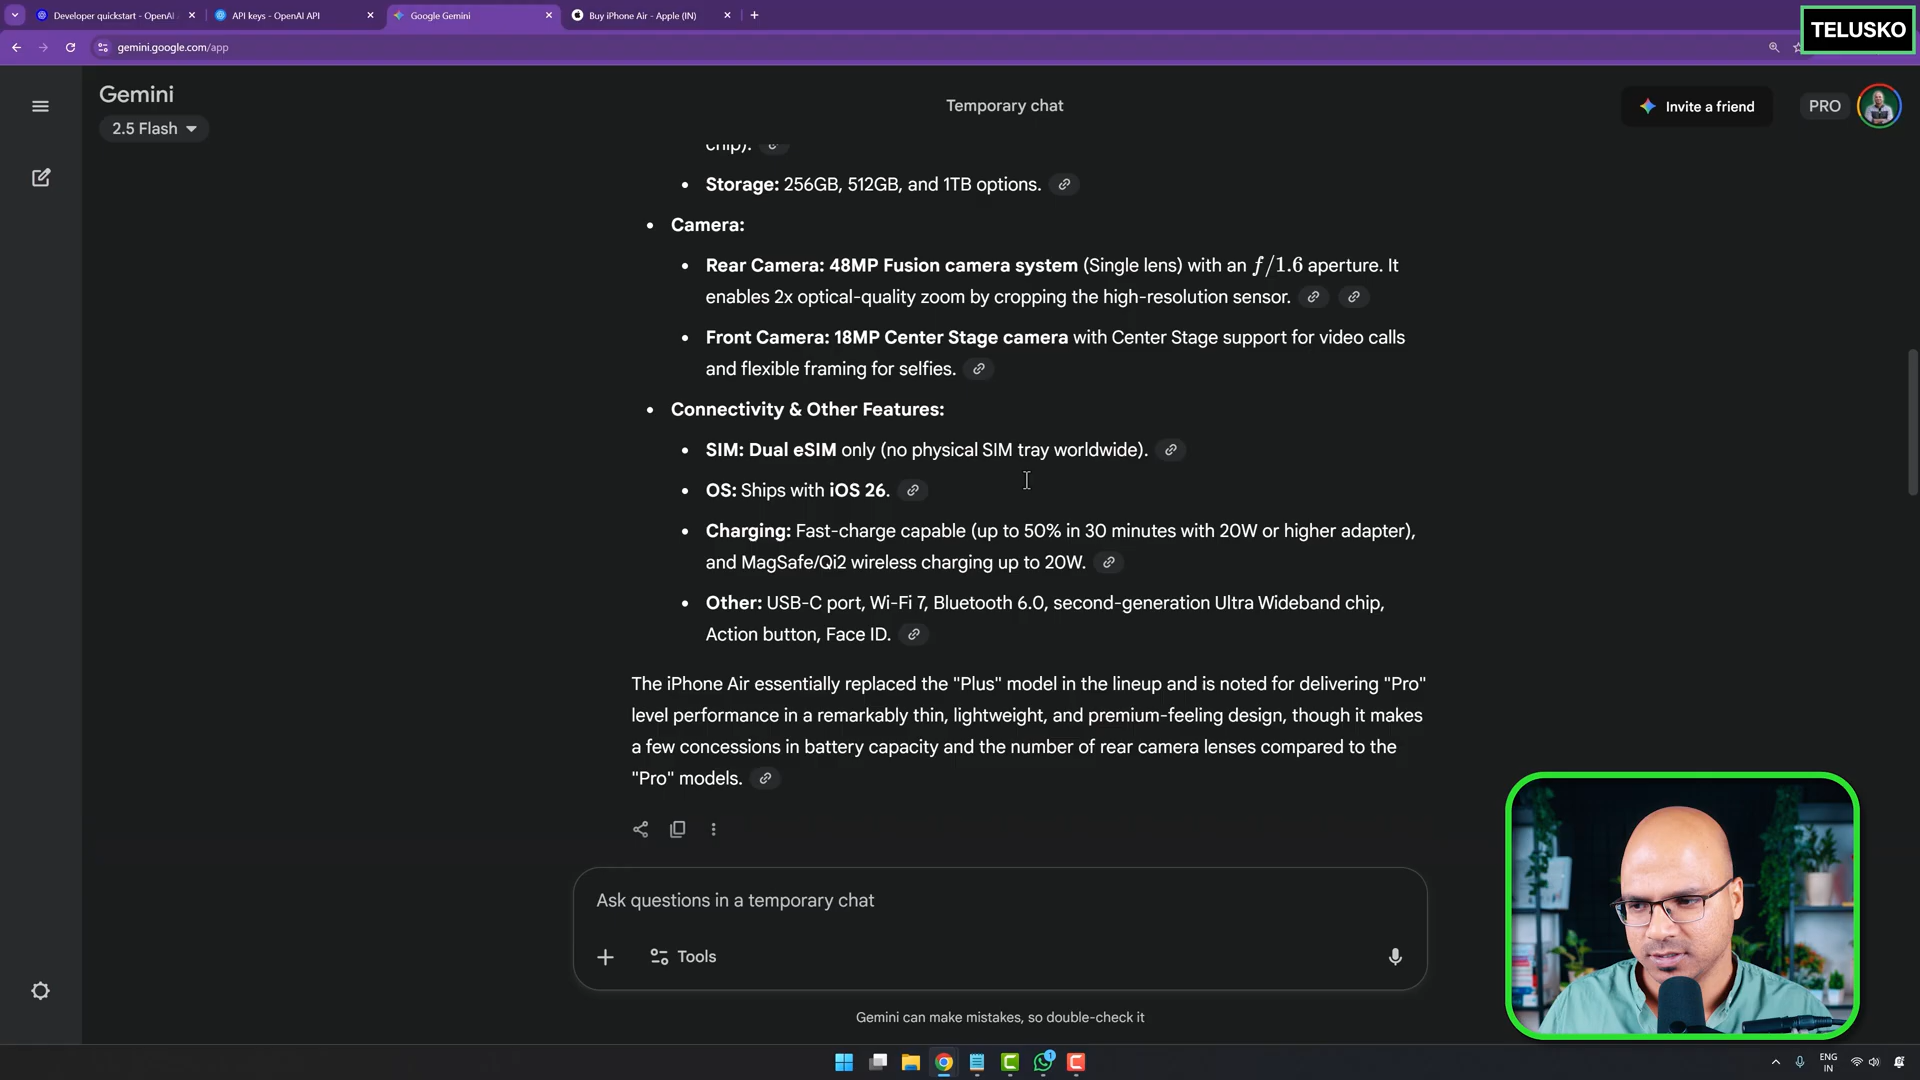 Developer quickstart - OpenAI
API keys - OpenAI API
Google Gemini
Buy iPhone Air - Apple (IN)
TELUSKO
gemini.google.com/app
Gemini
2.5 Flash
Temporary chat
Invite a friend
PRO
chip).
Storage: 256GB, 512GB, and 1TB options.
Camera:
Rear Camera: 48MP Fusion camera system (Single lens) with an f/1.6 aperture. It
enables 2x optical-quality zoom by cropping the high-resolution sensor.
Front Camera: 18MP Center Stage camera with Center Stage support for video calls
and flexible framing for selfies.
Connectivity & Other Features:
SIM: Dual eSIM only (no physical SIM tray worldwide).
OS: Ships with iOS 26.
Charging: Fast-charge capable (up to 50% in 30 minutes with 20W or higher adapter),
and MagSafe/Qi2 wireless charging up to 20W.
Other: USB-C port, Wi-Fi 7, Bluetooth 6.0, second-generation Ultra Wideband chip,
Action button, Face ID.
The iPhone Air essentially replaced the "Plus" model in the lineup and is noted for delivering "Pro"
level performance in a remarkably thin, lightweight, and premium-feeling design, though it makes
a few concessions in battery capacity and the number of rear camera lenses compared to the
"Pro" models.
Ask questions in a temporary chat
Tools
Gemini can make mistakes, so double-check it
1
ENG
IN